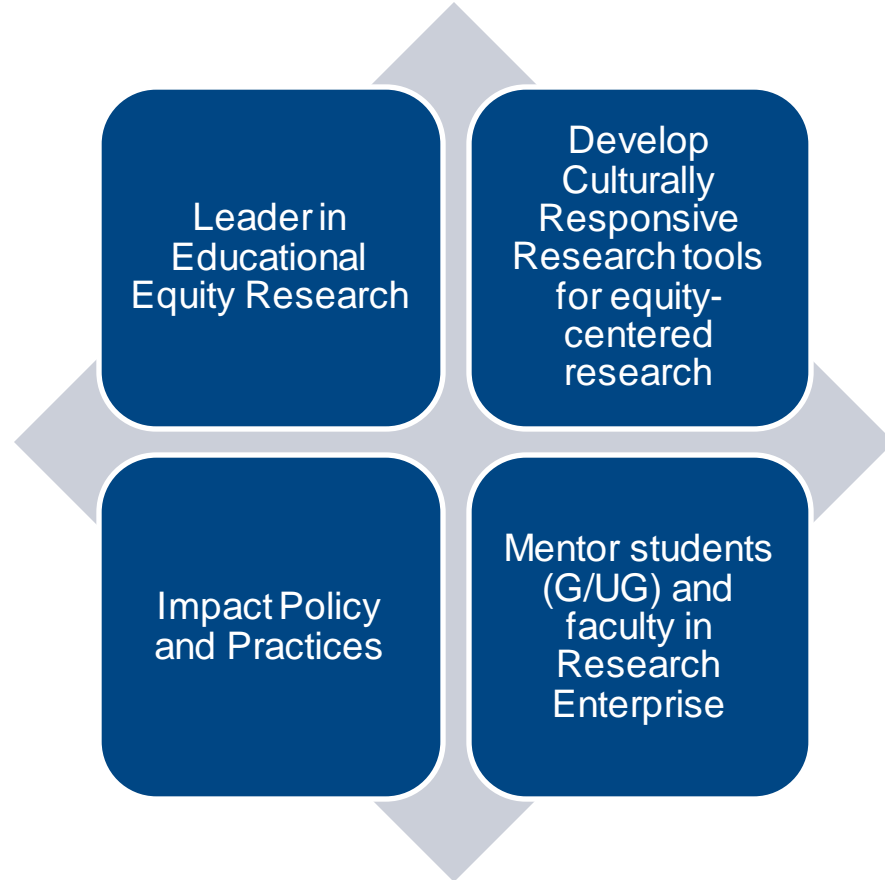 Leader in
Educational
Equity Research
Develop
Culturally
Responsive
Research tools
for equity-
centered
research
Impact Policy
and Practices
Mentor students
(G/UG) and
faculty in
Research
Enterprise